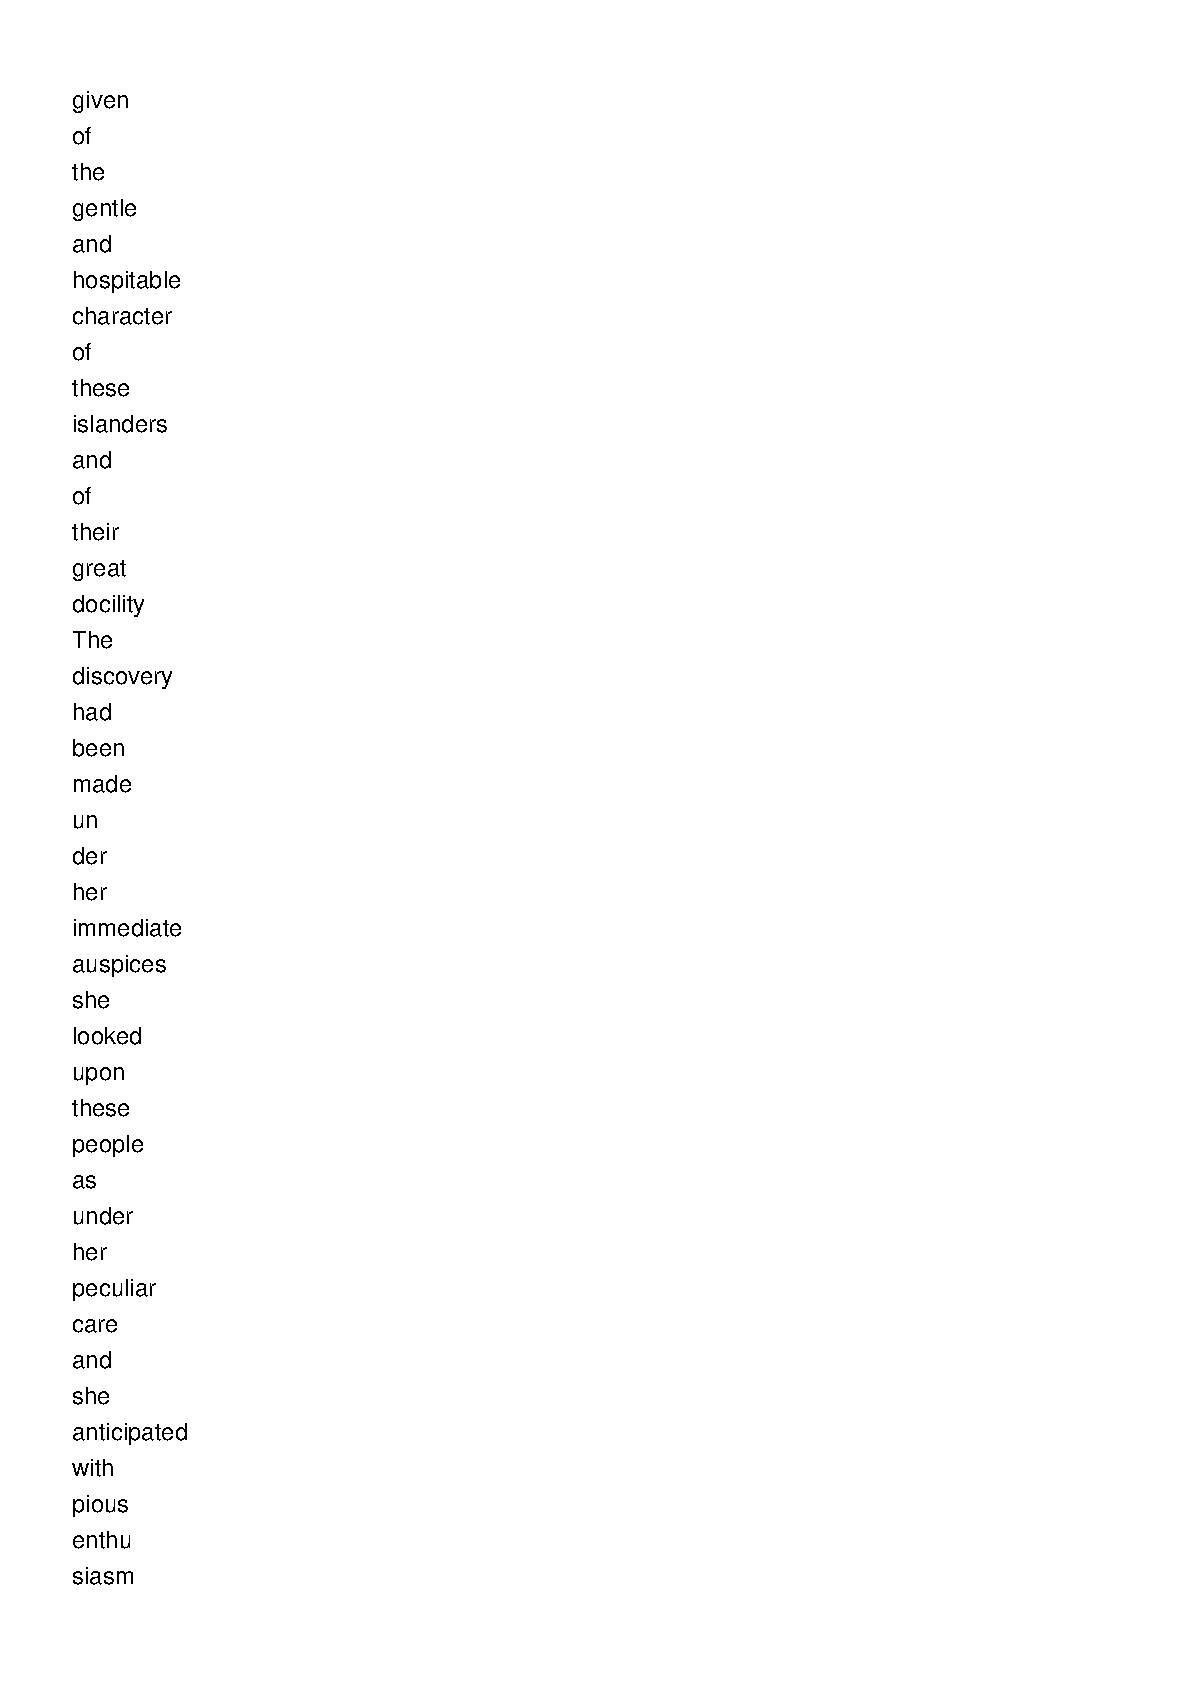 given
of
the
gentle
and
hospitable
character
of
these
islanders
and
of
their
great
docility
The
discovery
had
been
made
un
der
her
immediate
auspices
she
looked
upon
these
people
as
under
her
peculiar
care
and
she
anticipated
with
pious
enthu
siasm